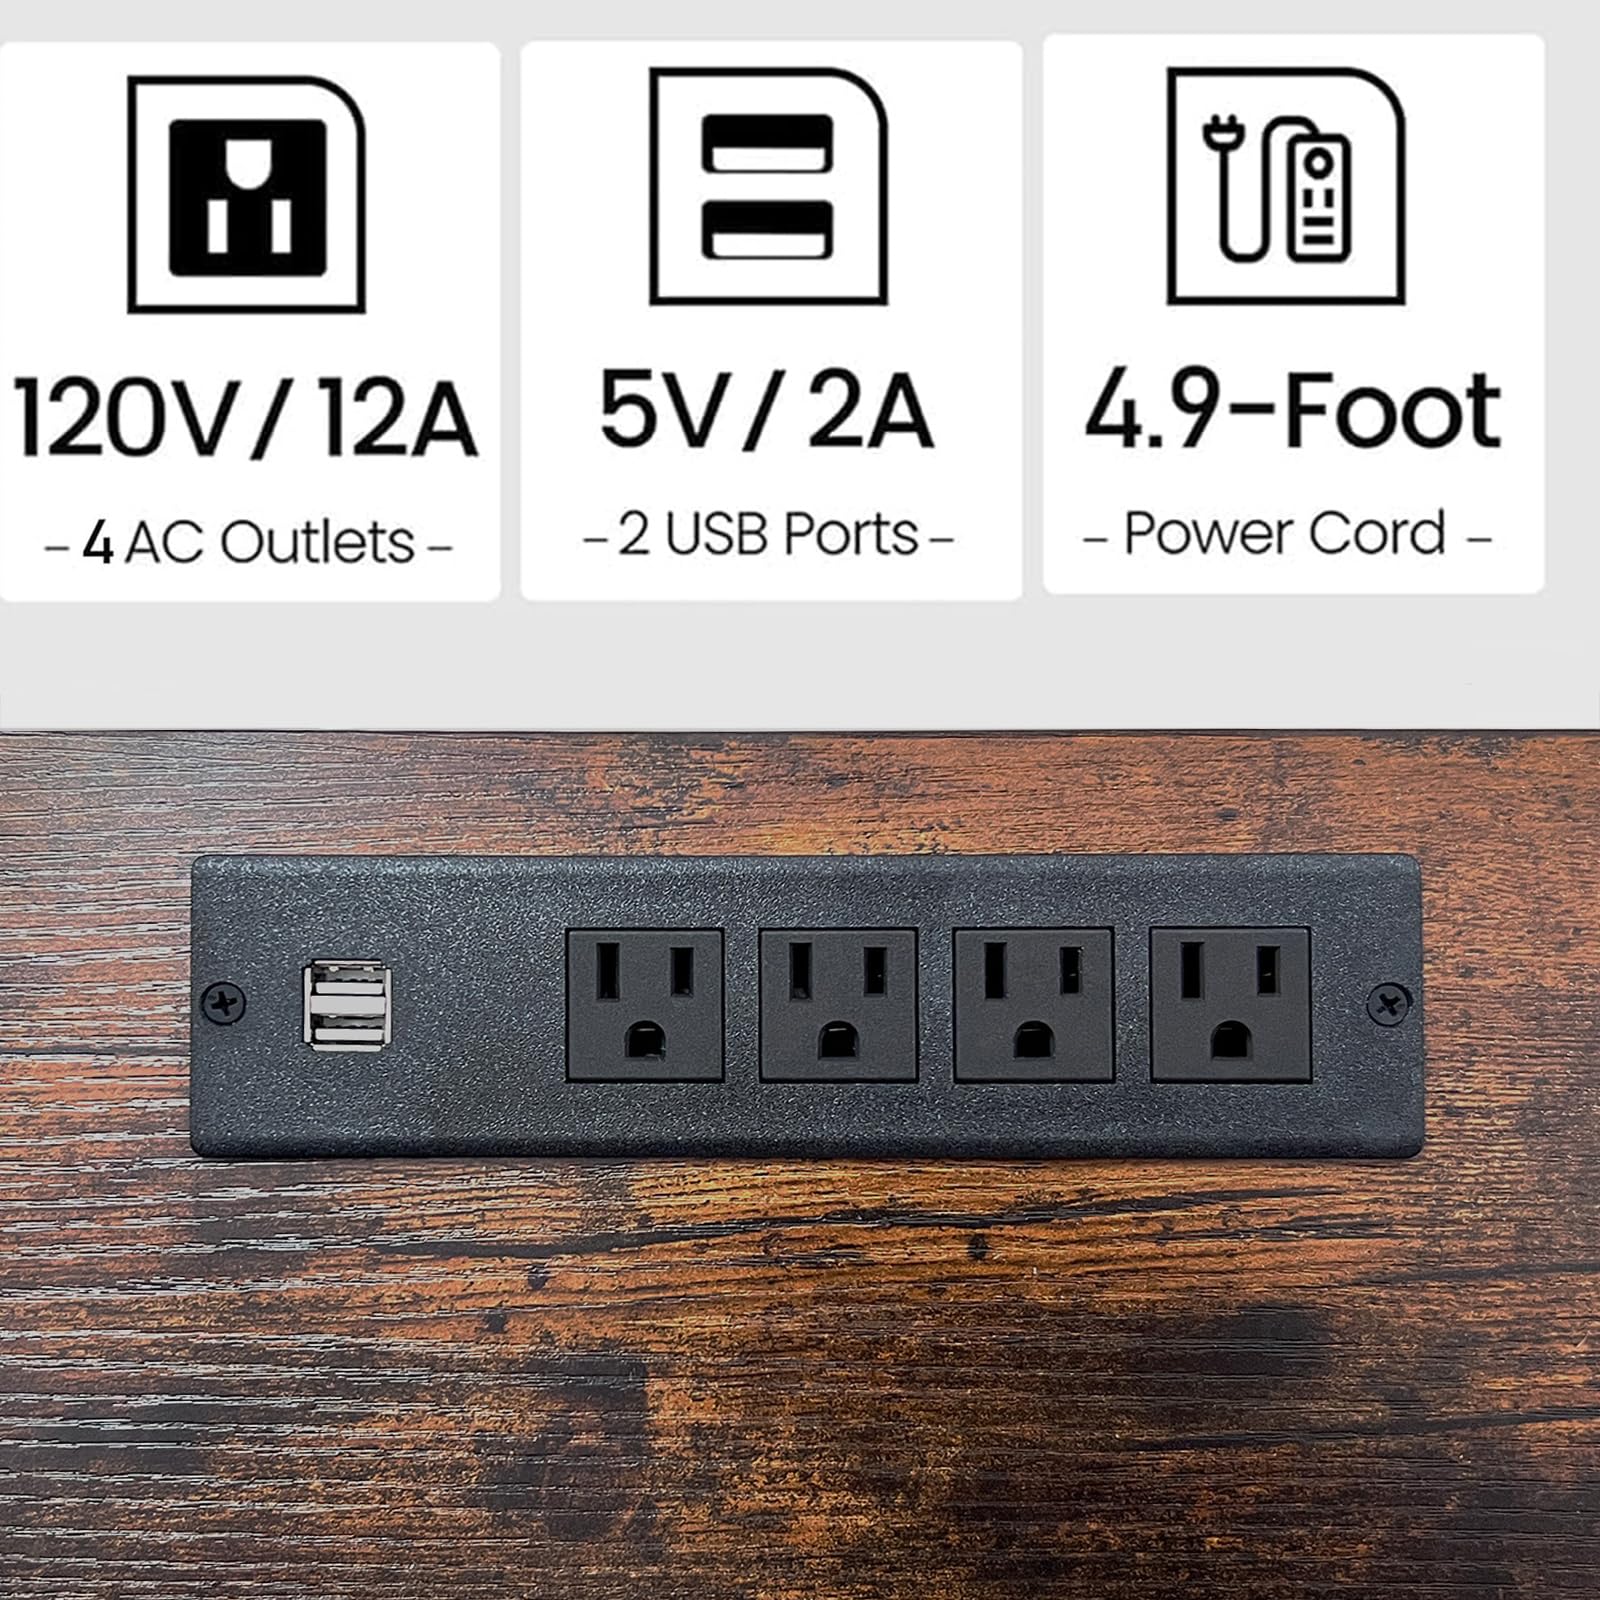 120V/12A
- 4 AC Outlets -
5V/2A
- 2 USB Ports -
4.9-Foot
- Power Cord -